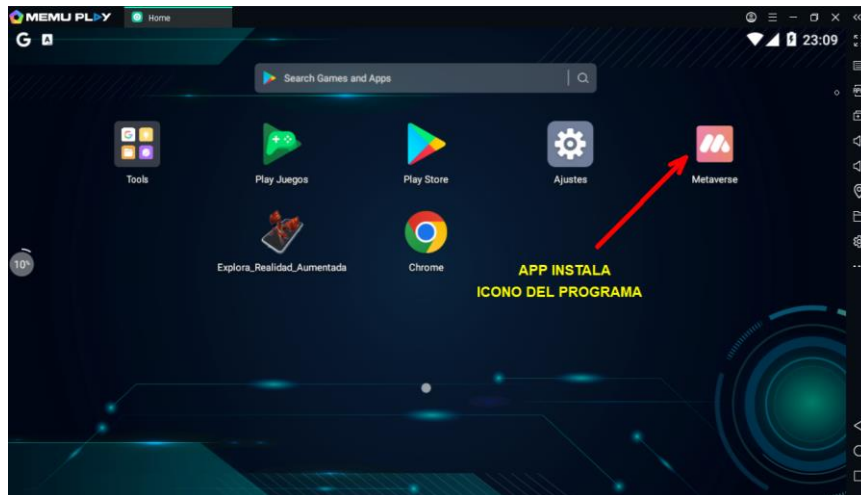 MEMU PLAY
Home
G A
23:09
Search Games and Apps
Tools
Play Juegos
Play Store
Ajustes
Metaverse
Explora_Realidad_Aumentada
Chrome
10%
APP INSTALA
ICONO DEL PROGRAMA